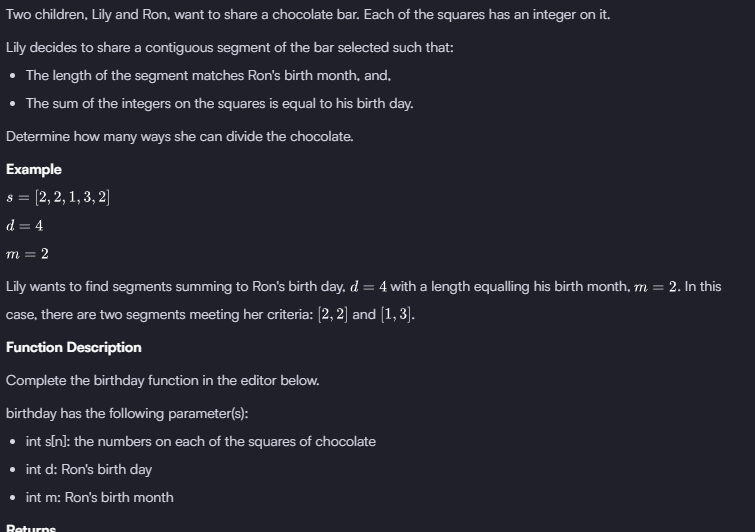 Two children, Lily and Ron, want to share a chocolate bar. Each of the squares has an integer on it.
Lily decides to share a contiguous segment of the bar selected such that:
• The length of the segment matches Ron's birth month, and,
• The sum of the integers on the squares is equal to his birth day.
Determine how many ways she can divide the chocolate.
Example
s = [2, 2, 1, 3, 2]
d = 4
m = 2
Lily wants to find segments summing to Ron's birth day, d = 4 with a length equalling his birth month, m = 2. In this
case, there are two segments meeting her criteria: [2, 2] and [1, 3].
Function Description
Complete the birthday function in the editor below.
birthday has the following parameter(s):
• int s[n]: the numbers on each of the squares of chocolate
• int d: Ron's birth day
• int m: Ron's birth month
Returns